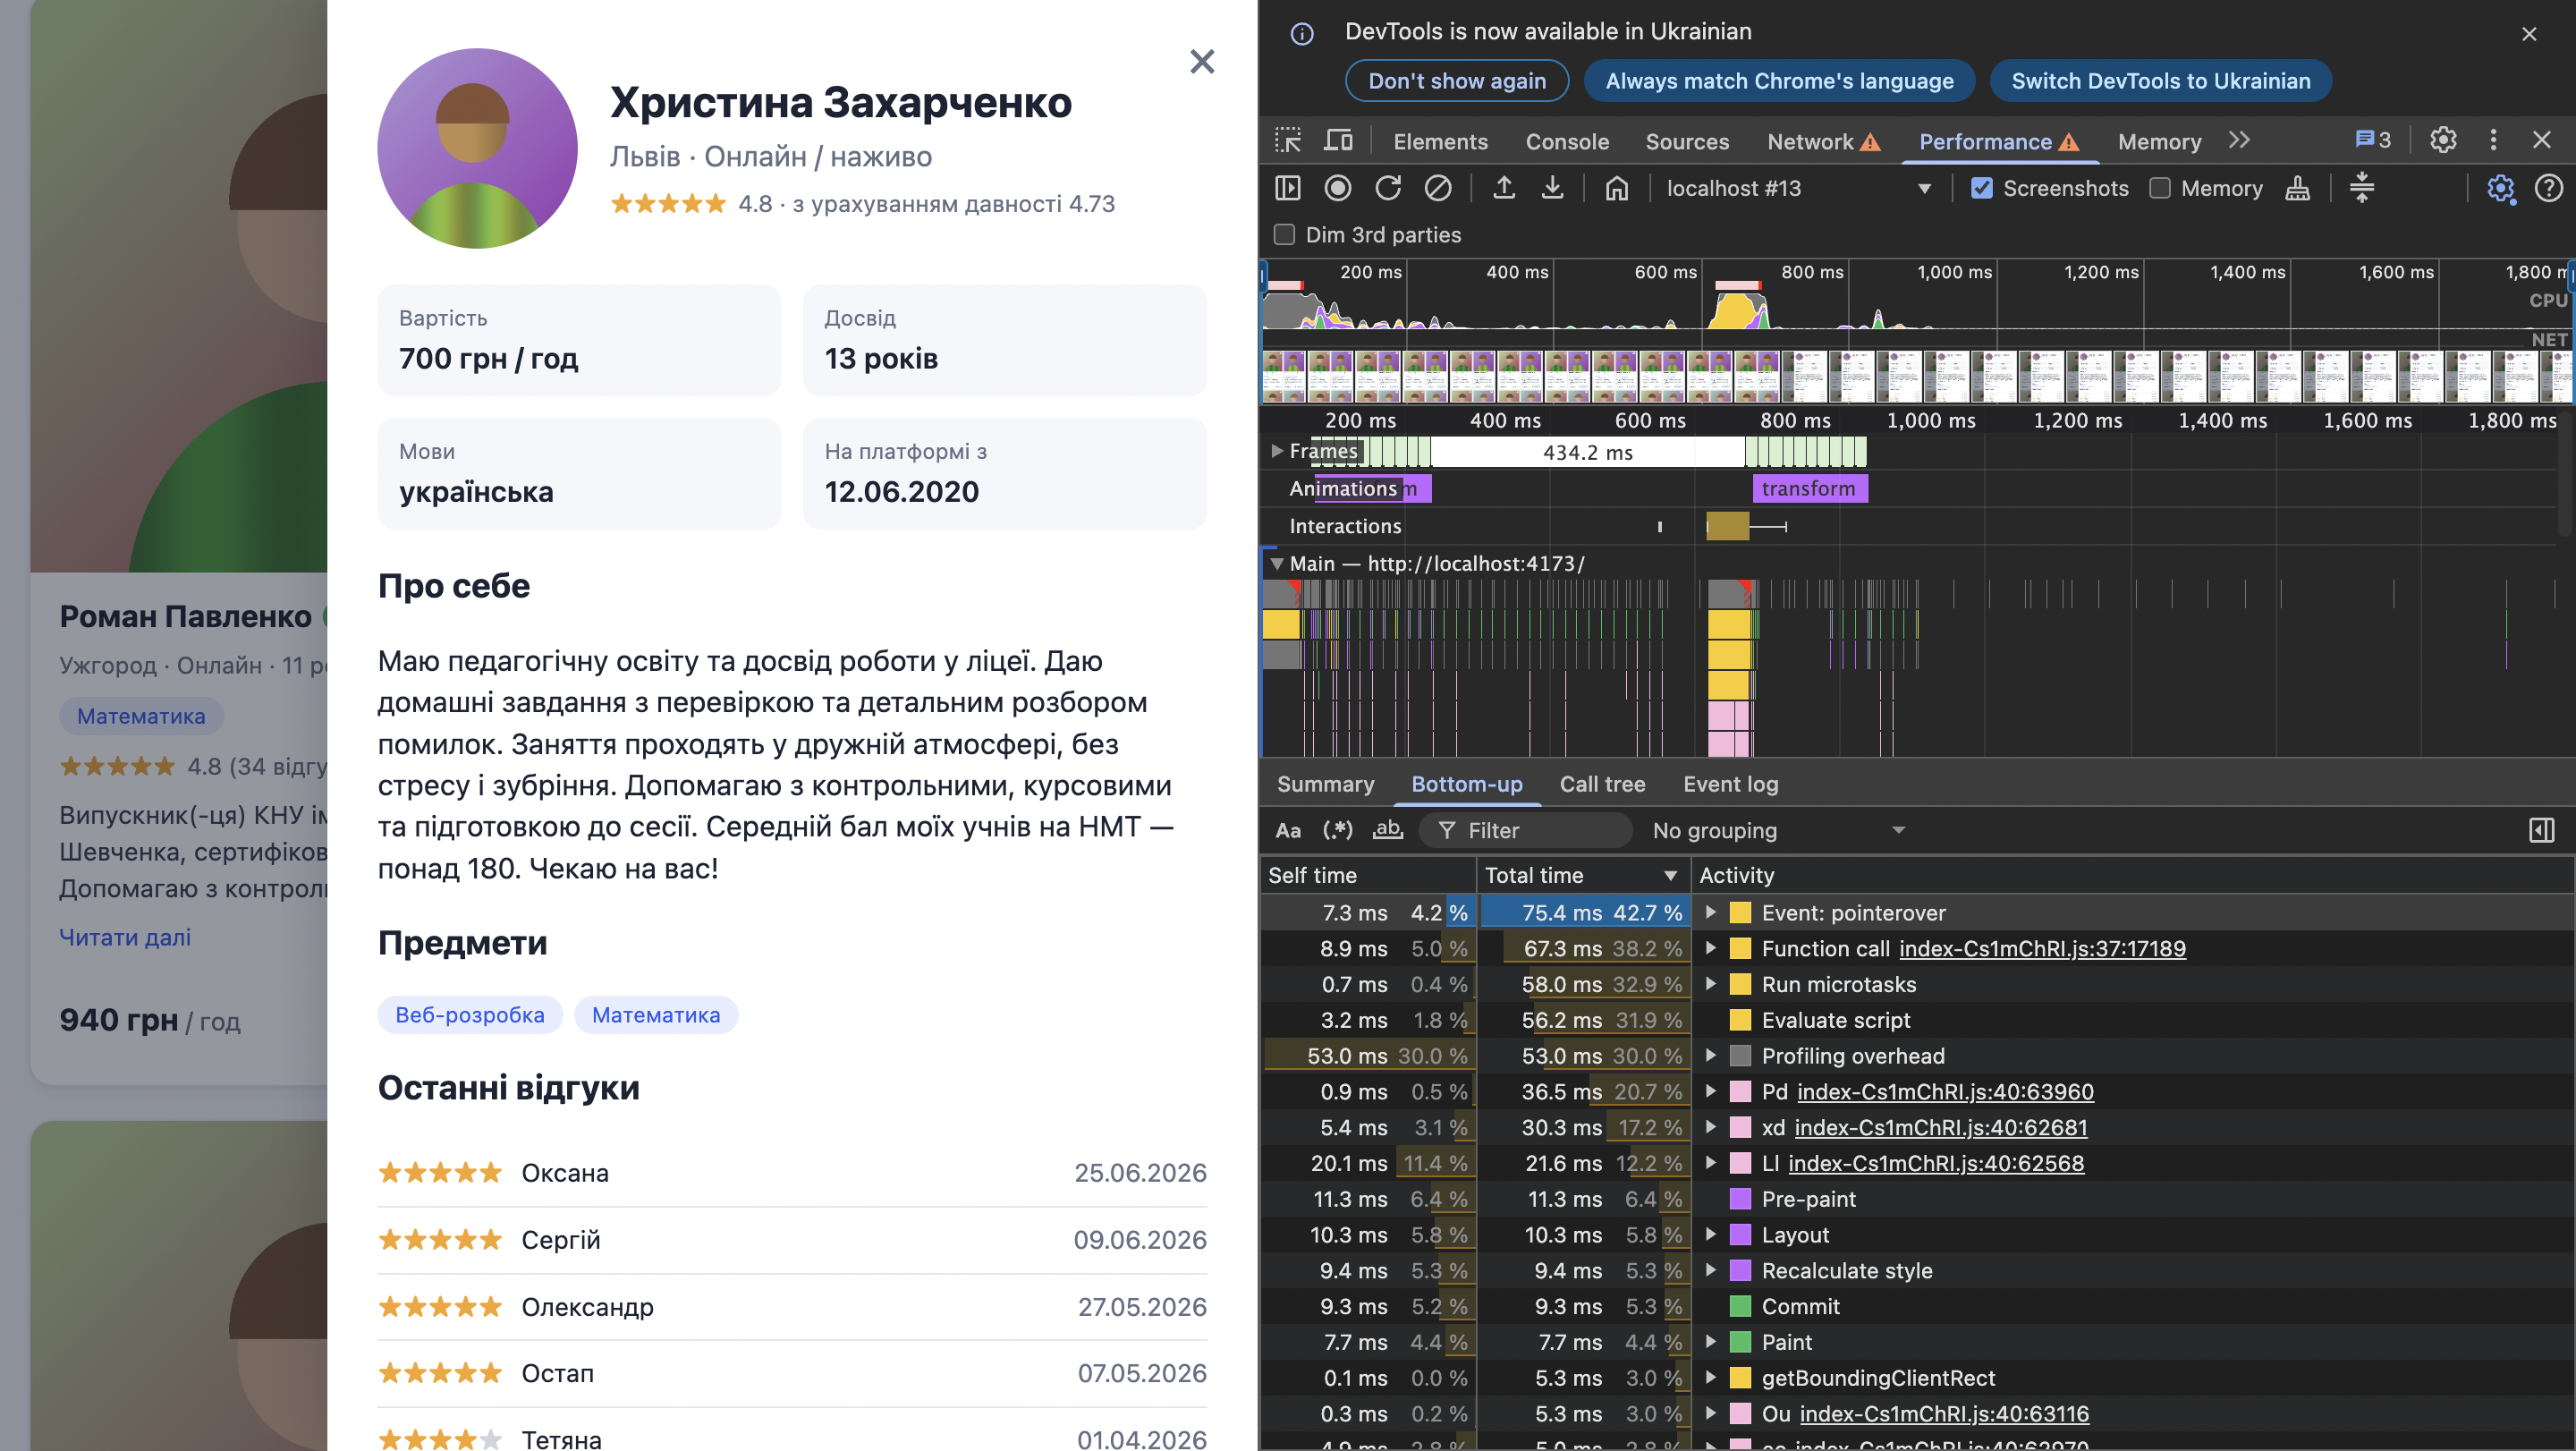 Христина Захарченко
Львів · Онлайн / наживо
4.8 · з урахуванням давності 4.73
Вартість
700 грн / год
Досвід
13 років
Мови
українська
На платформі з
12.06.2020
Про себе
Маю педагогічну освіту та досвід роботи у ліцеї. Даю
домашні завдання з перевіркою та детальним розбором
помилок. Заняття проходять у дружній атмосфері, без
стресу і зубріння. Допомагаю з контрольними, курсовими
та підготовкою до сесії. Середній бал моїх учнів на НМТ —
понад 180. Чекаю на вас!
Предмети
Веб-розробка
Математика
Останні відгуки
Оксана 25.06.2026
Сергій 09.06.2026
Олександр 27.05.2026
Остап 07.05.2026
Тетяна 01.04.2026
Роман Павленко
Ужгород · Онлайн · 11
Математика
4.8 (34
Випускник(-ця) КНУ
Шевченка,
Допомагаю з
Читати далі
940 грн / год
DevTools is now available in Ukrainian
Don't show again
Always match Chrome's language
Switch DevTools to Ukrainian
Elements Console Sources Network Performance Memory 3
localhost #13 Screenshots Memory
Dim 3rd parties
200 ms 400 ms 600 ms 800 ms 1,000 ms 1,200 ms 1,400 ms 1,600 ms 1,800
CPU
NET
200 ms 400 ms 600 ms 800 ms 1,000 ms 1,200 ms 1,400 ms 1,600 ms 1,800 ms
Frames 434.2 ms
Animations transform
Interactions
Main — http://localhost:4173/
Summary Bottom-up Call tree Event log
Aa (.*) ab Filter No grouping
Self time Total time Activity
7.3 ms 4.2 % 75.4 ms 42.7 % Event: pointerover
8.9 ms 5.0 % 67.3 ms 38.2 % Function call index-Cs1mChRI.js:37:17189
0.7 ms 0.4 % 58.0 ms 32.9 % Run microtasks
3.2 ms 1.8 % 56.2 ms 31.9 % Evaluate script
53.0 ms 30.0 % 53.0 ms 30.0 % Profiling overhead
0.9 ms 0.5 % 36.5 ms 20.7 % Pd index-Cs1mChRI.js:40:63960
5.4 ms 3.1 % 30.3 ms 17.2 % xd index-Cs1mChRI.js:40:62681
20.1 ms 11.4 % 21.6 ms 12.2 % Ll index-Cs1mChRI.js:40:62568
11.3 ms 6.4 % 11.3 ms 6.4 % Pre-paint
10.3 ms 5.8 % 10.3 ms 5.8 % Layout
9.4 ms 5.3 % 9.4 ms 5.3 % Recalculate style
9.3 ms 5.2 % 9.3 ms 5.3 % Commit
7.7 ms 4.4 % 7.7 ms 4.4 % Paint
0.1 ms 0.0 % 5.3 ms 3.0 % getBoundingClientRect
0.3 ms 0.2 % 5.3 ms 3.0 % Ou index-Cs1mChRI.js:40:63116